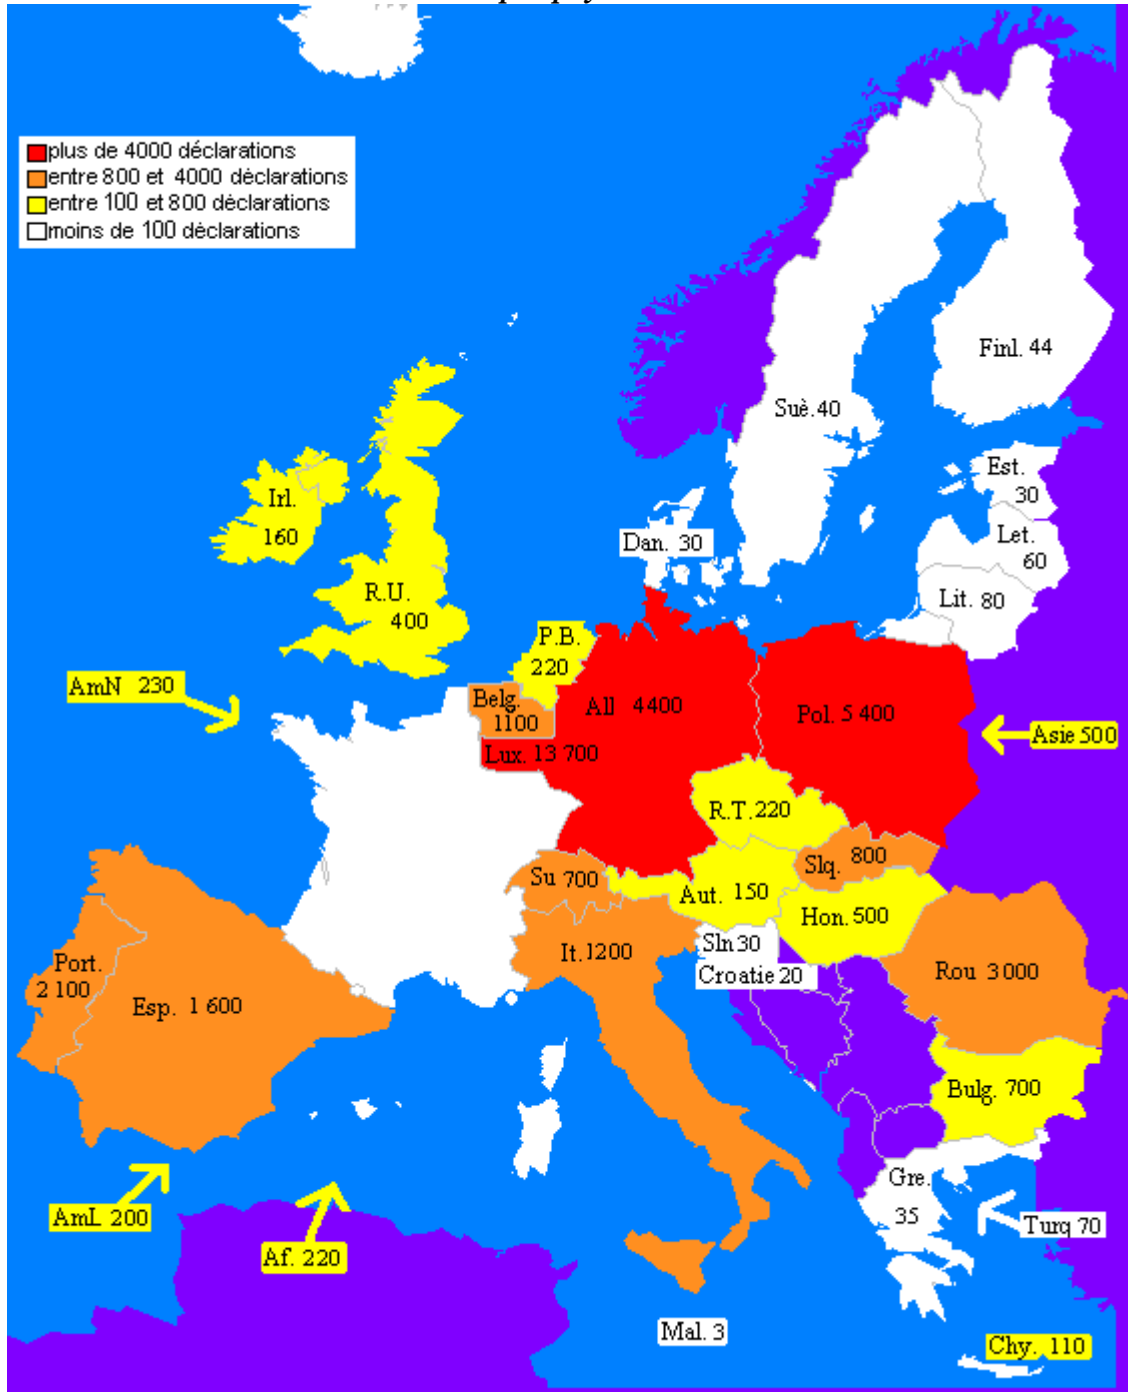 plus de 4000 déclarations
entre 800 et 4000 déclarations
entre 100 et 800 déclarations
moins de 100 déclarations
Finl. 44
Suè.40
Est.
30
Irl.
160
Dan. 30
Let.
60
R.U.
400
Lit. 80
P.B.
220
AmN 230
Belg.
1100
All 4400
Pol. 5 400
Asie 500
Lux. 13 700
R.T.220
Slq. 800
Su 700
Aut. 150
Hon.500
Sln 30
It.1200
Port.
2 100
Croatie 20
Rou 3000
Esp. 1 600
Bulg. 700
Gre.
35
AmL 200
Turq 70
Af. 220
Mal. 3
Chy. 110